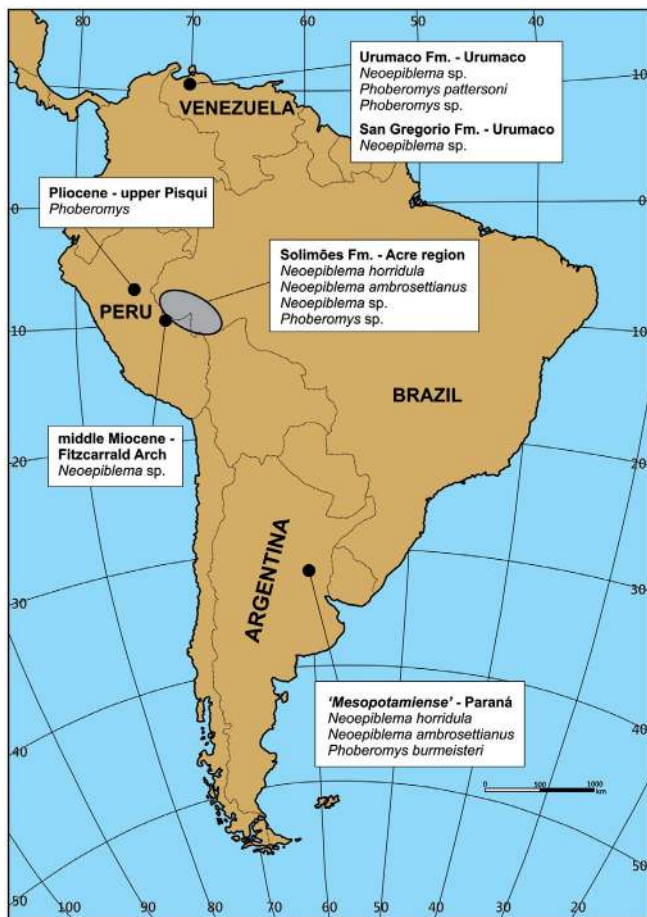 80
70
60
50
40
10
Urumaco Fm. - Urumaco
Neoepiblema sp.
Phoberomys pattersoni
Phoberomys sp.
San Gregorio Fm. - Urumaco
Neoepiblema sp.
VENEZUELA
Pliocene - upper Pisqui
Phoberomys
0
0
Solimões Fm. - Acre region
Neoepiblema horridula
Neoepiblema ambrosettianus
Neoepiblema sp.
Phoberomys sp.
PERU
10
10
BRAZIL
middle Miocene -
Fitzcarrald Arch
Neoepiblema sp.
20
20
ARGENTINA
30
30
'Mesopotamiense' - Paraná
Neoepiblema horridula
Neoepiblema ambrosettianus
Phoberomys burmeisteri
40
40
0 500 1000
km
50
50
100
90
80
70
60
50
40
30
20